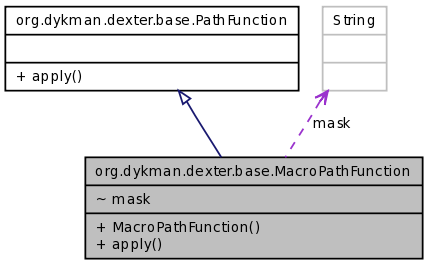 org.dykman.dexter.base.PathFunction
+ apply()
String
mask
org.dykman.dexter.base.MacroPathFunction
~ mask
+ MacroPathFunction()
+ apply()